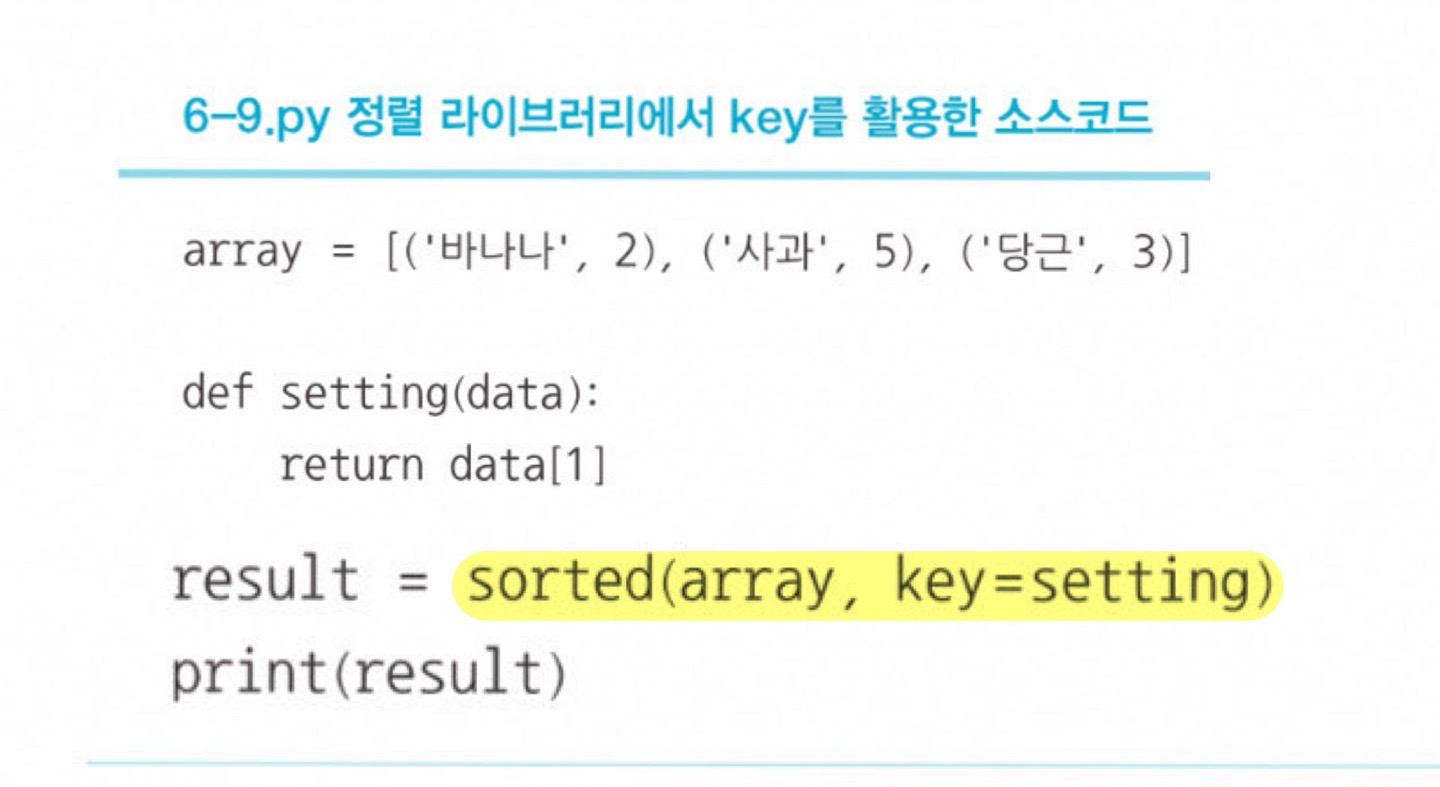 6-9.py 정렬 라이브러리에서 key를 활용한 소스코드
array = [('바나나', 2), ('사과', 5), ('당근', 3)]
def setting(data):
    return data[1]
result = sorted(array, key=setting)
print(result)